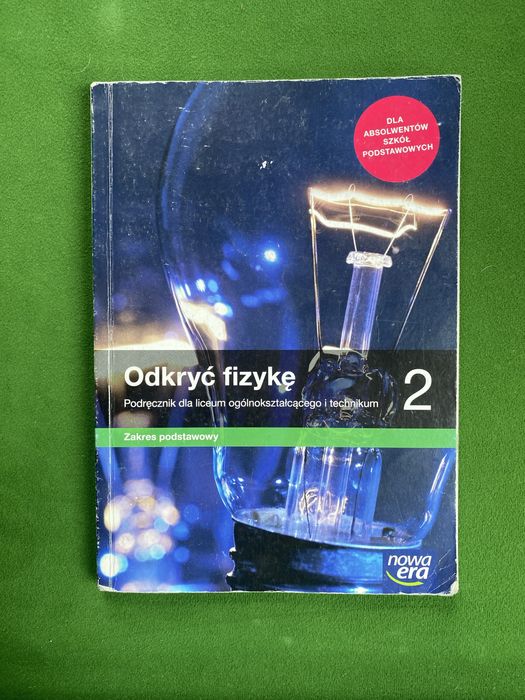 DLA
ABSOLWENTÓW
SZKÓŁ
PODSTAWOWYCH
Odkryć fizykę
Podręcznik dla liceum ogólnokształcącego i technikum
2
Zakres podstawowy
nowa
era